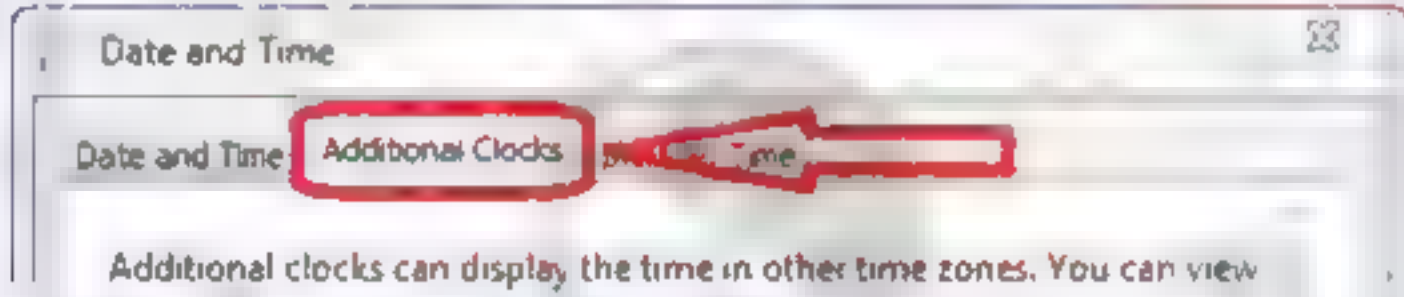 Date and Time
Date and Time Additional Clocks
Additional clocks can display the time in other time zones. You can view